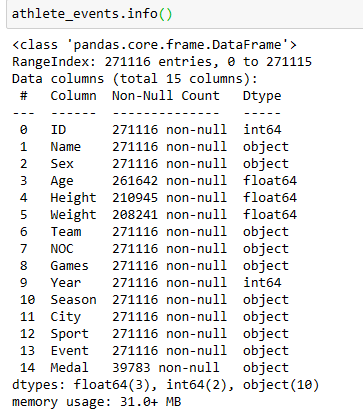 athlete_events.info()
<class 'pandas.core.frame.DataFrame'>
RangeIndex: 271116 entries, 0 to 271115
Data columns (total 15 columns):
 #   Column  Non-Null Count   Dtype
---  ------  --------------   -----
 0   ID      271116 non-null  int64
 1   Name    271116 non-null  object
 2   Sex     271116 non-null  object
 3   Age     261642 non-null  float64
 4   Height  210945 non-null  float64
 5   Weight  208241 non-null  float64
 6   Team    271116 non-null  object
 7   NOC     271116 non-null  object
 8   Games   271116 non-null  object
 9   Year    271116 non-null  int64
 10  Season  271116 non-null  object
 11  City    271116 non-null  object
 12  Sport   271116 non-null  object
 13  Event   271116 non-null  object
 14  Medal   39783 non-null   object
dtypes: float64(3), int64(2), object(10)
memory usage: 31.0+ MB